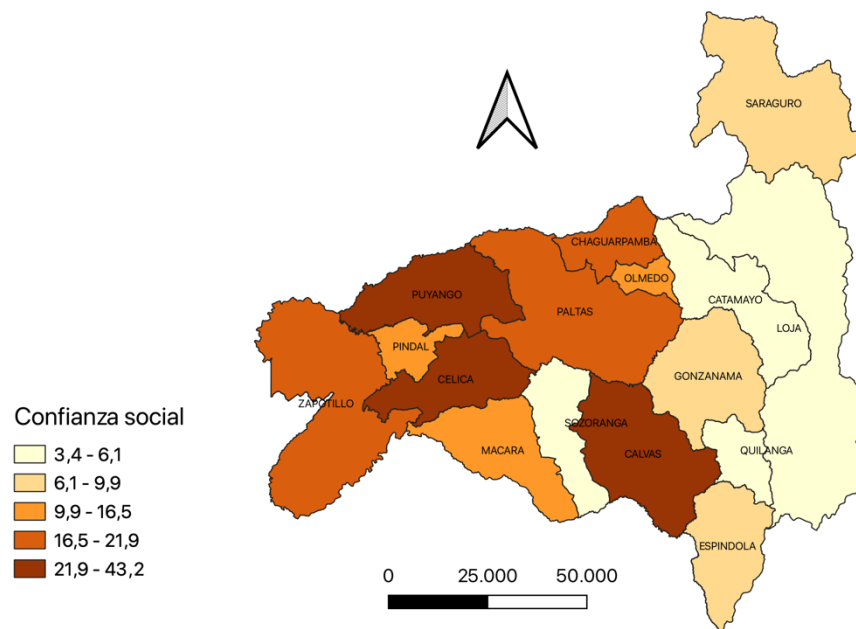 SARAGURO
CHAGUARPAMBA
OLMEDO
PUYANGO
CATAMAYO
PALTAS
LOJA
PINDAL
GONZANAMA
CELICA
ZAPOTILLO
Confianza social
SOZORANGA
MACARA
CALVAS
QUILANGA
3,4 - 6,1
6,1 - 9,9
9,9 - 16,5
16,5 - 21,9
21,9 - 43,2
ESPINDOLA
0 25.000 50.000